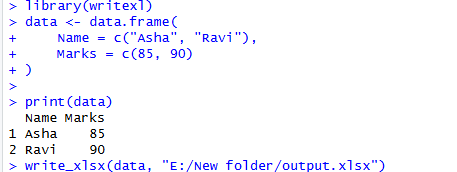 > library(writexl)
> data <- data.frame(
+     Name = c("Asha", "Ravi"),
+     Marks = c(85, 90)
+ )
>
> print(data)
  Name Marks
1 Asha    85
2 Ravi    90
> write_xlsx(data, "E:/New folder/output.xlsx")